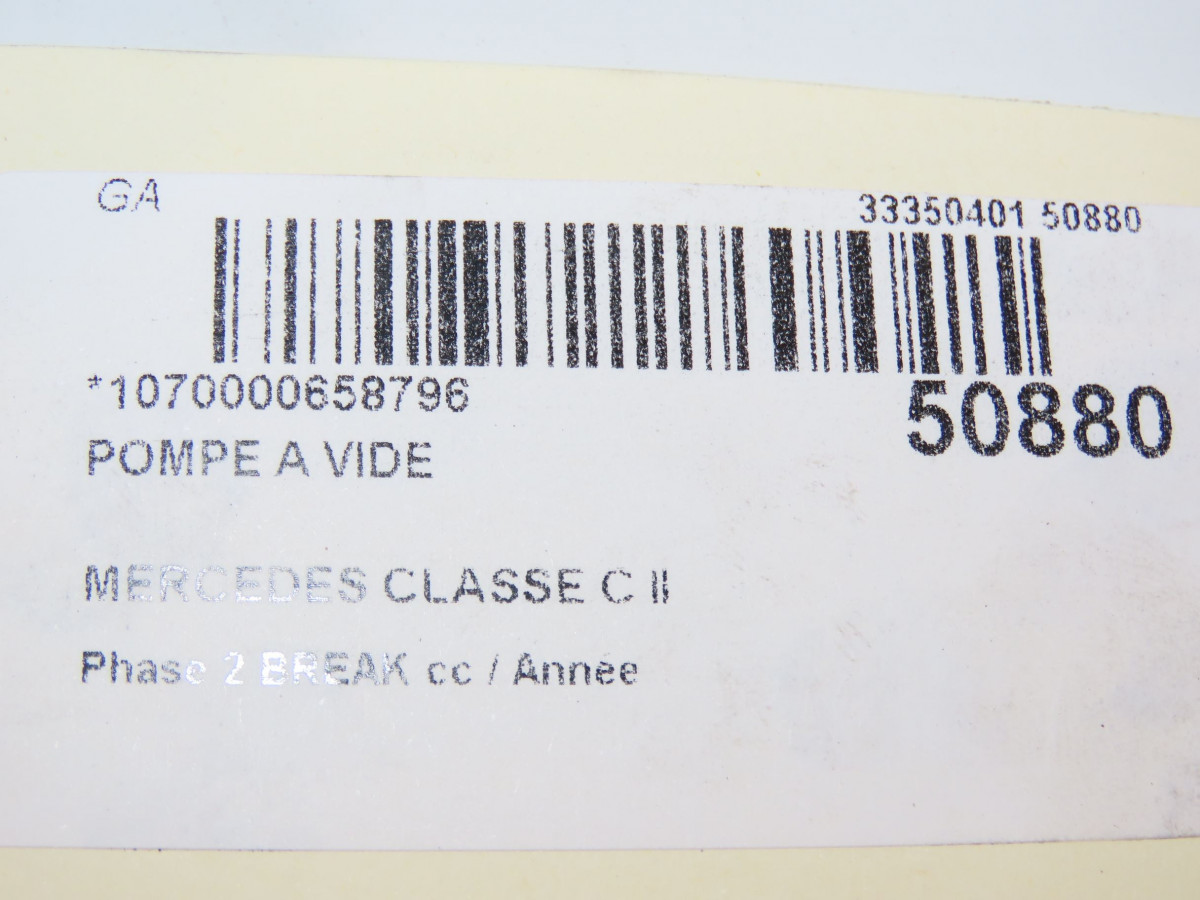 GA 33350401 50880
*1070000658796 50880
POMPE A VIDE
MERCEDES CLASSE C II
Phase 2 BREAK cc / Année